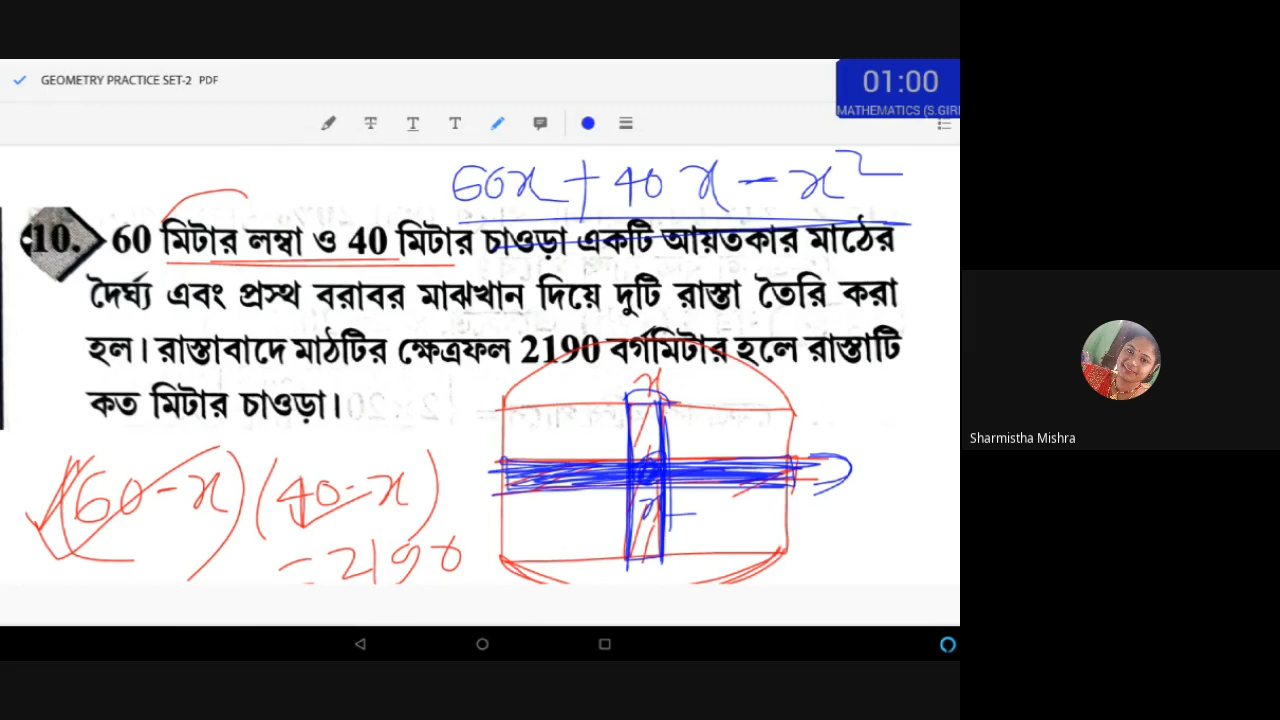 GEOMETRY PRACTICE SET-2 PDF
01:00
MATHEMATICS (S.GIRI
T T T
60x + 40x - x²
10. 60 মিটার লম্বা ও 40 মিটার চাওড়া একটি আয়তকার মাঠের
দৈর্ঘ্য এবং প্রস্থ বরাবর মাঝখান দিয়ে দুটি রাস্তা তৈরি করা
হল। রাস্তাবাদে মাঠটির ক্ষেত্রফল 2190 বর্গমিটার হলে রাস্তাটি
কত মিটার চাওড়া।
x
x
(60-x) (40-x)
= 2190
Sharmistha Mishra